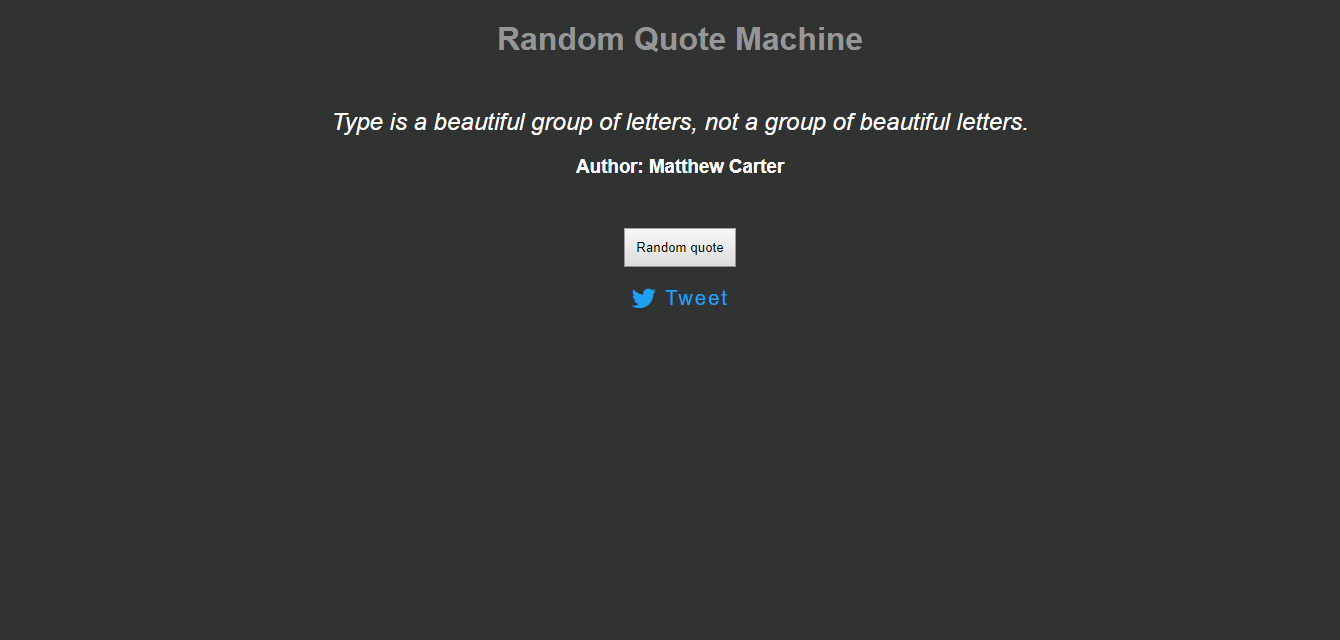 Random Quote Machine
Type is a beautiful group of letters, not a group of beautiful letters.
Author: Matthew Carter
Random quote
Tweet